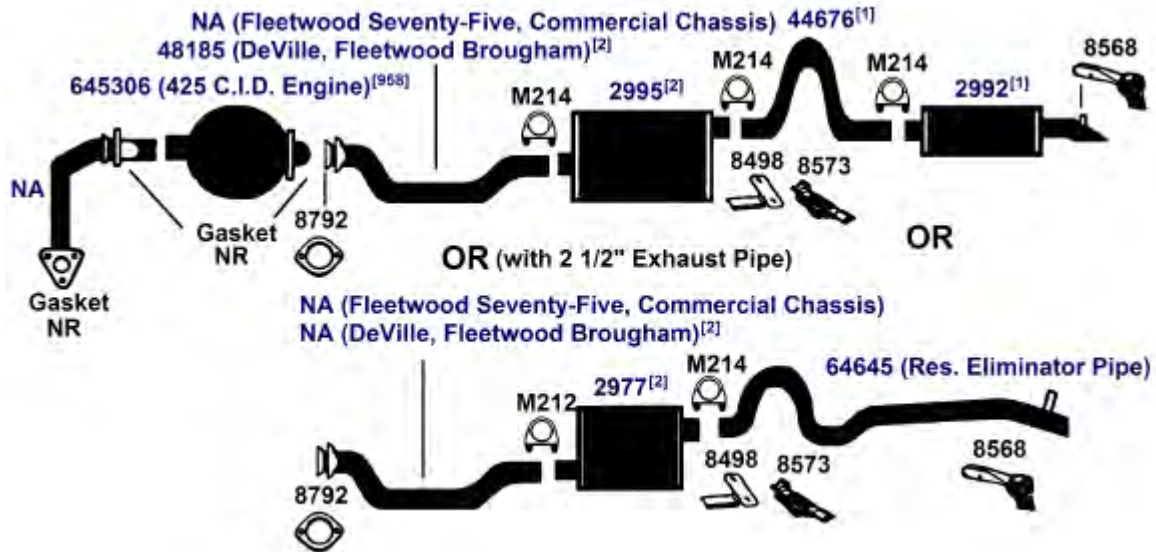 NA (Fleetwood Seventy-Five, Commercial Chassis) 44676[1]
48185 (DeVille, Fleetwood Brougham)[2]
8568
645306 (425 C.I.D. Engine)[958]
M214
M214
M214
2995[2]
2992[1]
NA
8498
8573
Gasket
NR
8792
Gasket
NR
OR (with 2 1/2" Exhaust Pipe)
OR
NA (Fleetwood Seventy-Five, Commercial Chassis)
NA (DeVille, Fleetwood Brougham)[2]
M214
64645 (Res. Eliminator Pipe)
2977[2]
M212
8498
8573
8568
8792